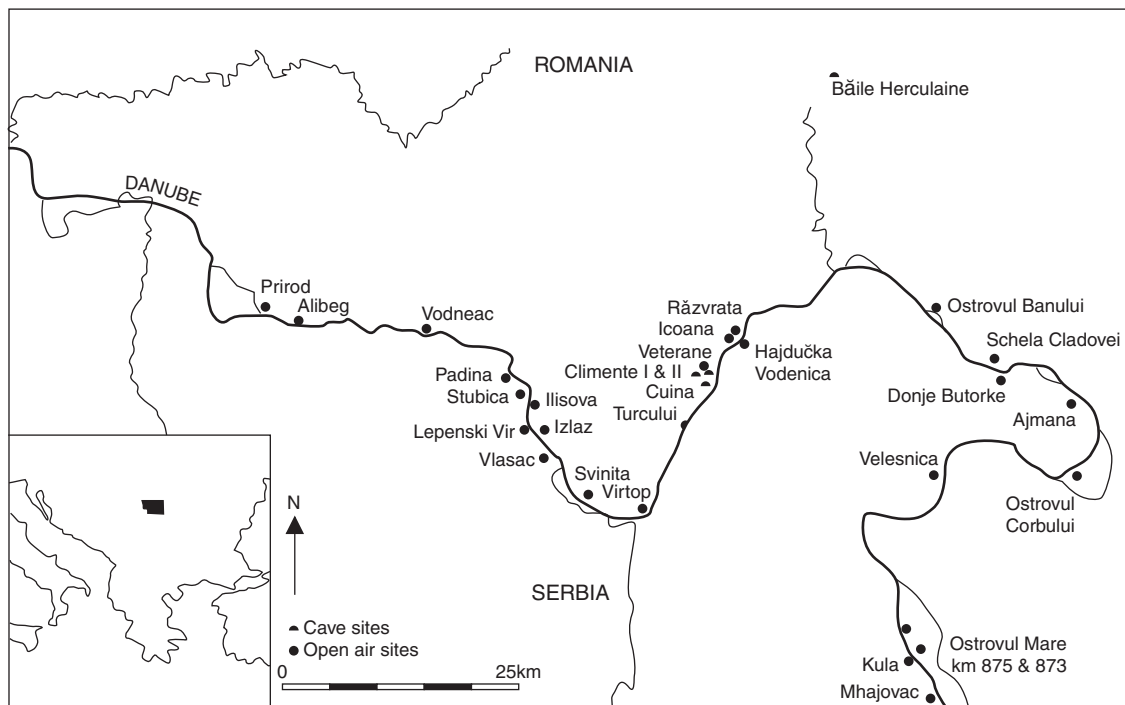 ROMANIA
Băile Herculaine
DANUBE
Prirod
Alibeg
Vodneac
Răzvrata
Icoana
Veterane
Climente I & II
Cuina
Turcului
Hajdučka
Vodenica
Ostrovul Banului
Schela Cladovei
Donje Butorke
Ajmana
Padina
Stubica
Ilisova
Lepenski Vir
Izlaz
Vlasac
Svinita
Virtop
Velesnica
Ostrovul
Corbului
N
SERBIA
Cave sites
Open air sites
0
25km
Ostrovul Mare
km 875 & 873
Kula
Mhajovac